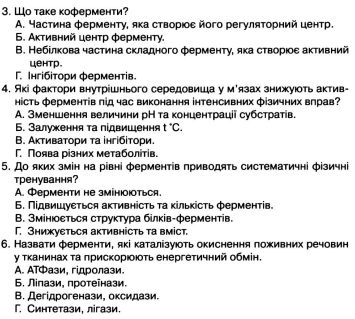 3. Що таке коферменти?
А. Частина ферменту, яка створює його регуляторний центр.
Б. Активний центр ферменту.
В. Небілкова частина складного ферменту, яка створює активний
центр.
Г. Інгібітори ферментів.
4. Які фактори внутрішнього середовища у м’язах знижують актив-
ність ферментів під час виконання інтенсивних фізичних вправ?
А. Зменшення величини рН та концентрації субстратів.
Б. Залуження та підвищення t °С.
В. Активатори та інгібітори.
Г. Поява різних метаболітів.
5. До яких змін на рівні ферментів приводять систематичні фізичні
тренування?
А. Ферменти не змінюються.
Б. Підвищується активність та кількість ферментів.
В. Змінюється структура білків-ферментів.
Г. Знижується активність та вміст.
6. Назвати ферменти, які каталізують окиснення поживних речовин
у тканинах та прискорюють енергетичний обмін.
А. АТФази, гідролази.
Б. Ліпази, протеїнази.
В. Дегідрогенази, оксидази.
Г. Синтетази, лігази.